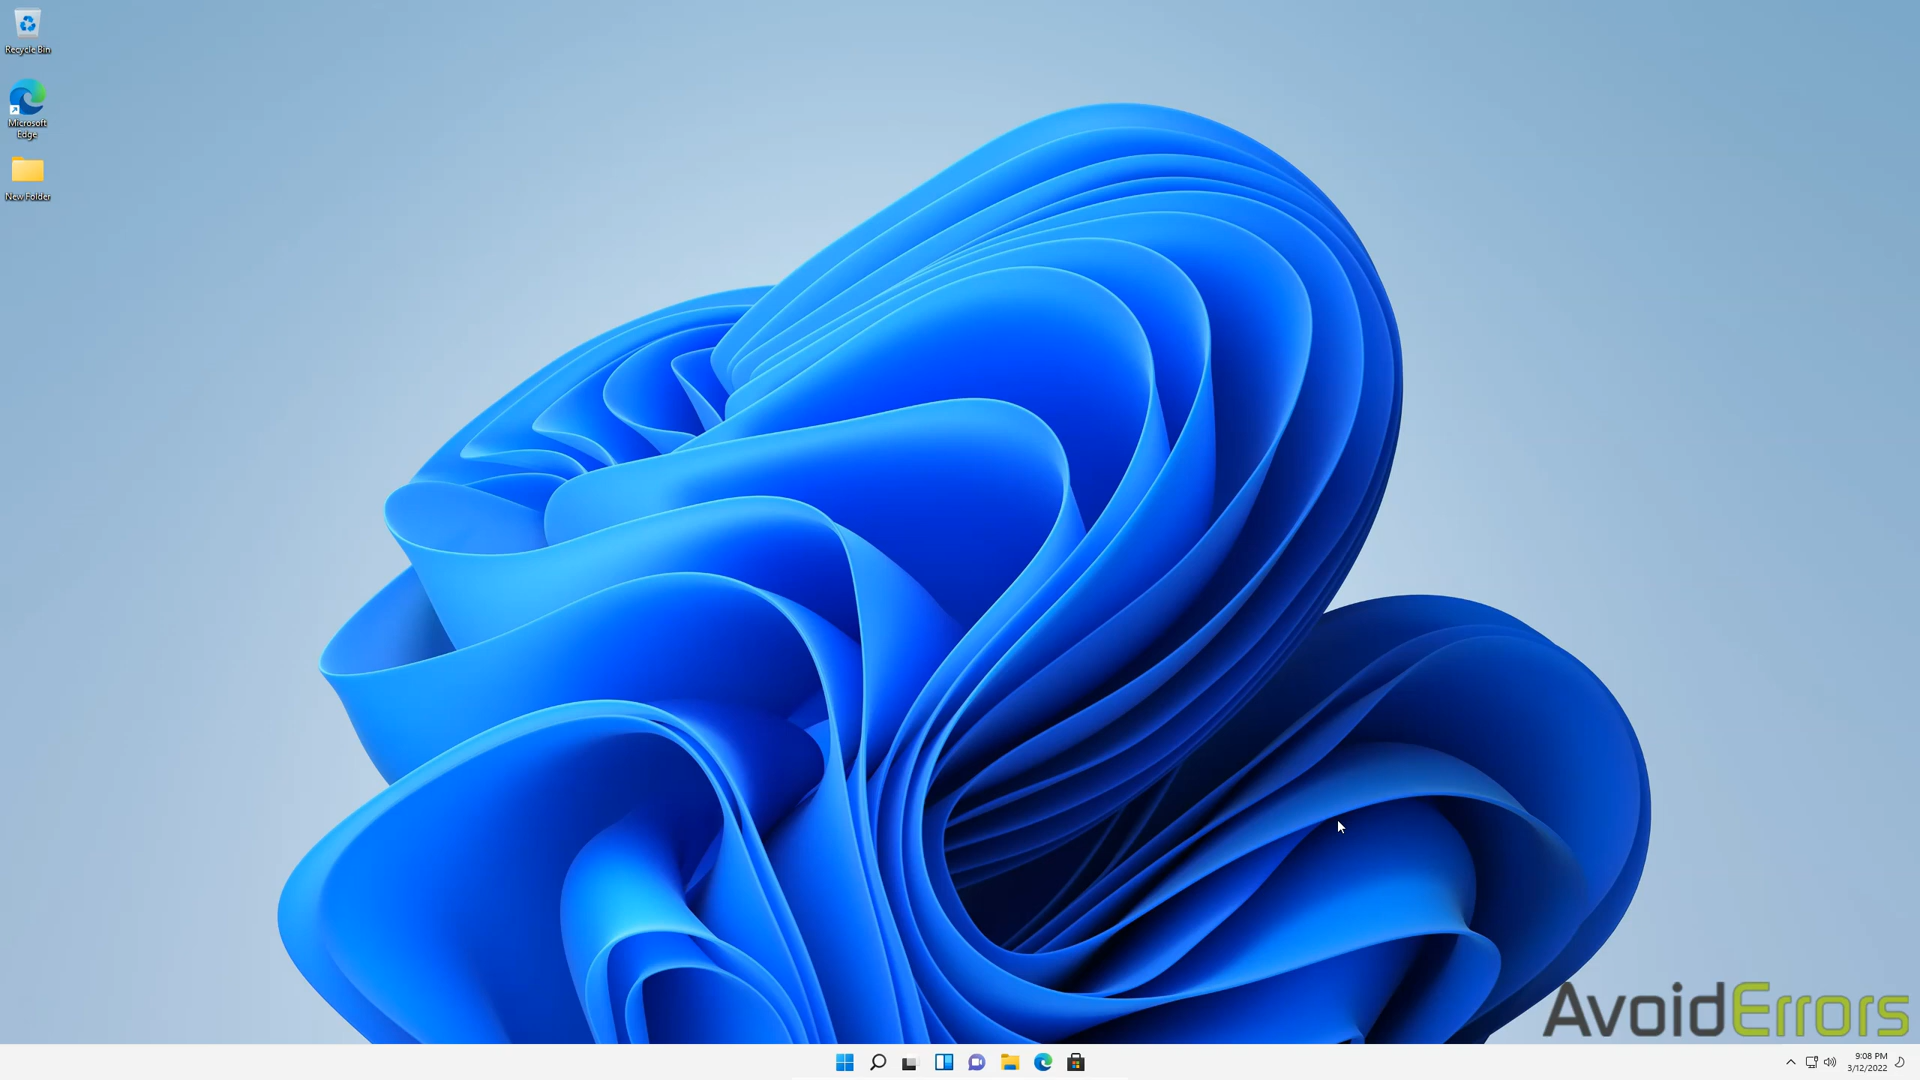 Recycle Bin
Microsoft
Edge
New Folder
AvoidErrors
9:08 PM
3/12/2022